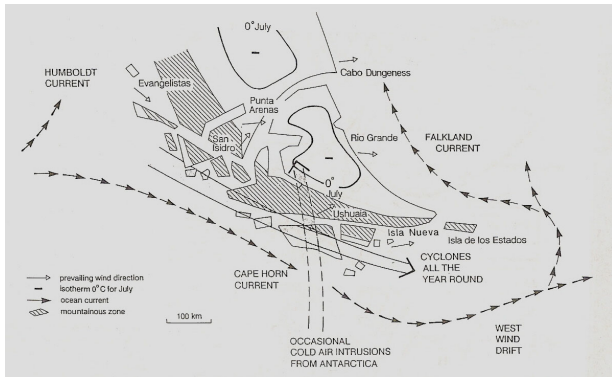 0° July
HUMBOLDT
CURRENT
Evangelistas
Cabo Dungeness
Punta
Arenas
San
Isidro
Rio Grande
FALKLAND
CURRENT
0°
July
Ushuaia
Isla Nueva
Isla de los Estados
CYCLONES
ALL THE
YEAR ROUND
CAPE HORN
CURRENT
prevailing wind direction
isotherm 0°C for July
ocean current
mountainous zone
100 km
OCCASIONAL
COLD AIR INTRUSIONS
FROM ANTARCTICA
WEST
WIND
DRIFT